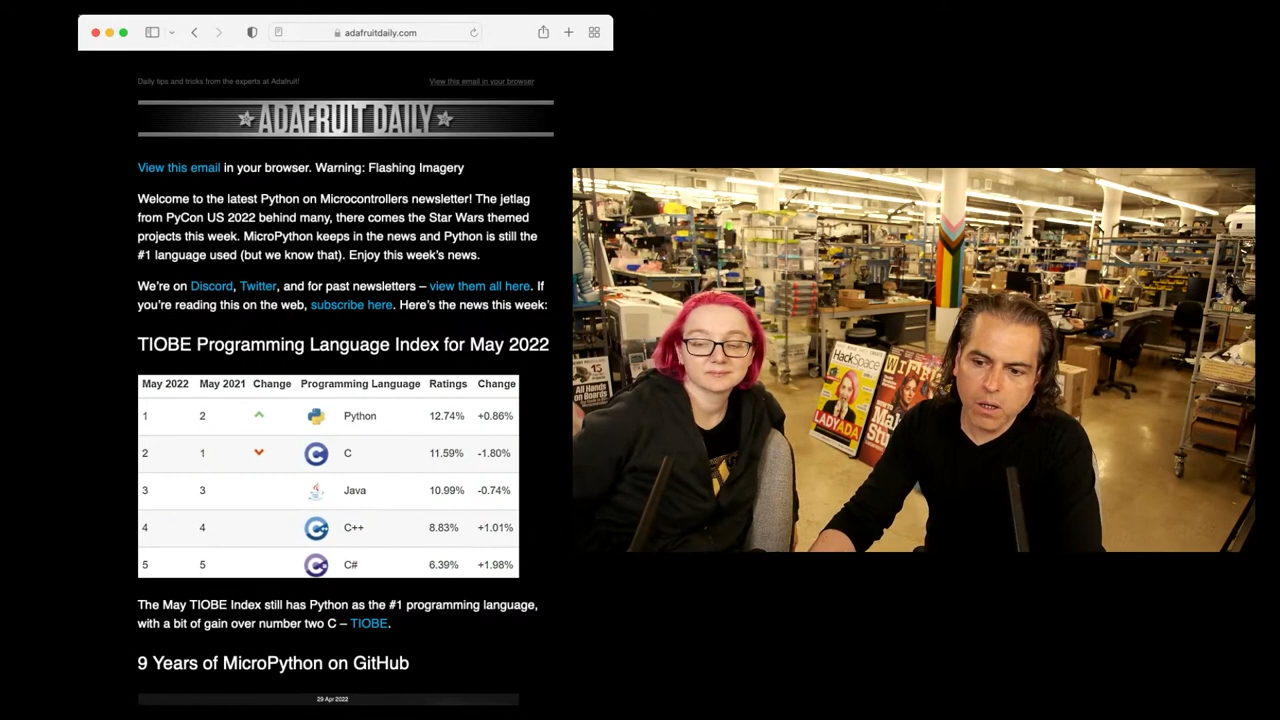 adafruitdaily.com
Daily tips and tricks from the experts at Adafruit!
View this email in your browser
ADAFRUIT DAILY
View this email in your browser. Warning: Flashing Imagery
Welcome to the latest Python on Microcontrollers newsletter! The jetlag
from PyCon US 2022 behind many, there comes the Star Wars themed
projects this week. MicroPython keeps in the news and Python is still the
#1 language used (but we know that). Enjoy this week's news.
We're on Discord, Twitter, and for past newsletters – view them all here. If
you're reading this on the web, subscribe here. Here's the news this week:
TIOBE Programming Language Index for May 2022
May 2022 May 2021 Change Programming Language Ratings Change
1 2 Python 12.74% +0.86%
2 1 C 11.59% -1.80%
3 3 Java 10.99% -0.74%
4 4 C++ 8.83% +1.01%
5 5 C# 6.39% +1.98%
The May TIOBE Index still has Python as the #1 programming language,
with a bit of gain over number two C – TIOBE.
9 Years of MicroPython on GitHub
29 Apr 2022
HackSpace
LADYADA
WIRED
15
All Hands
on Boards